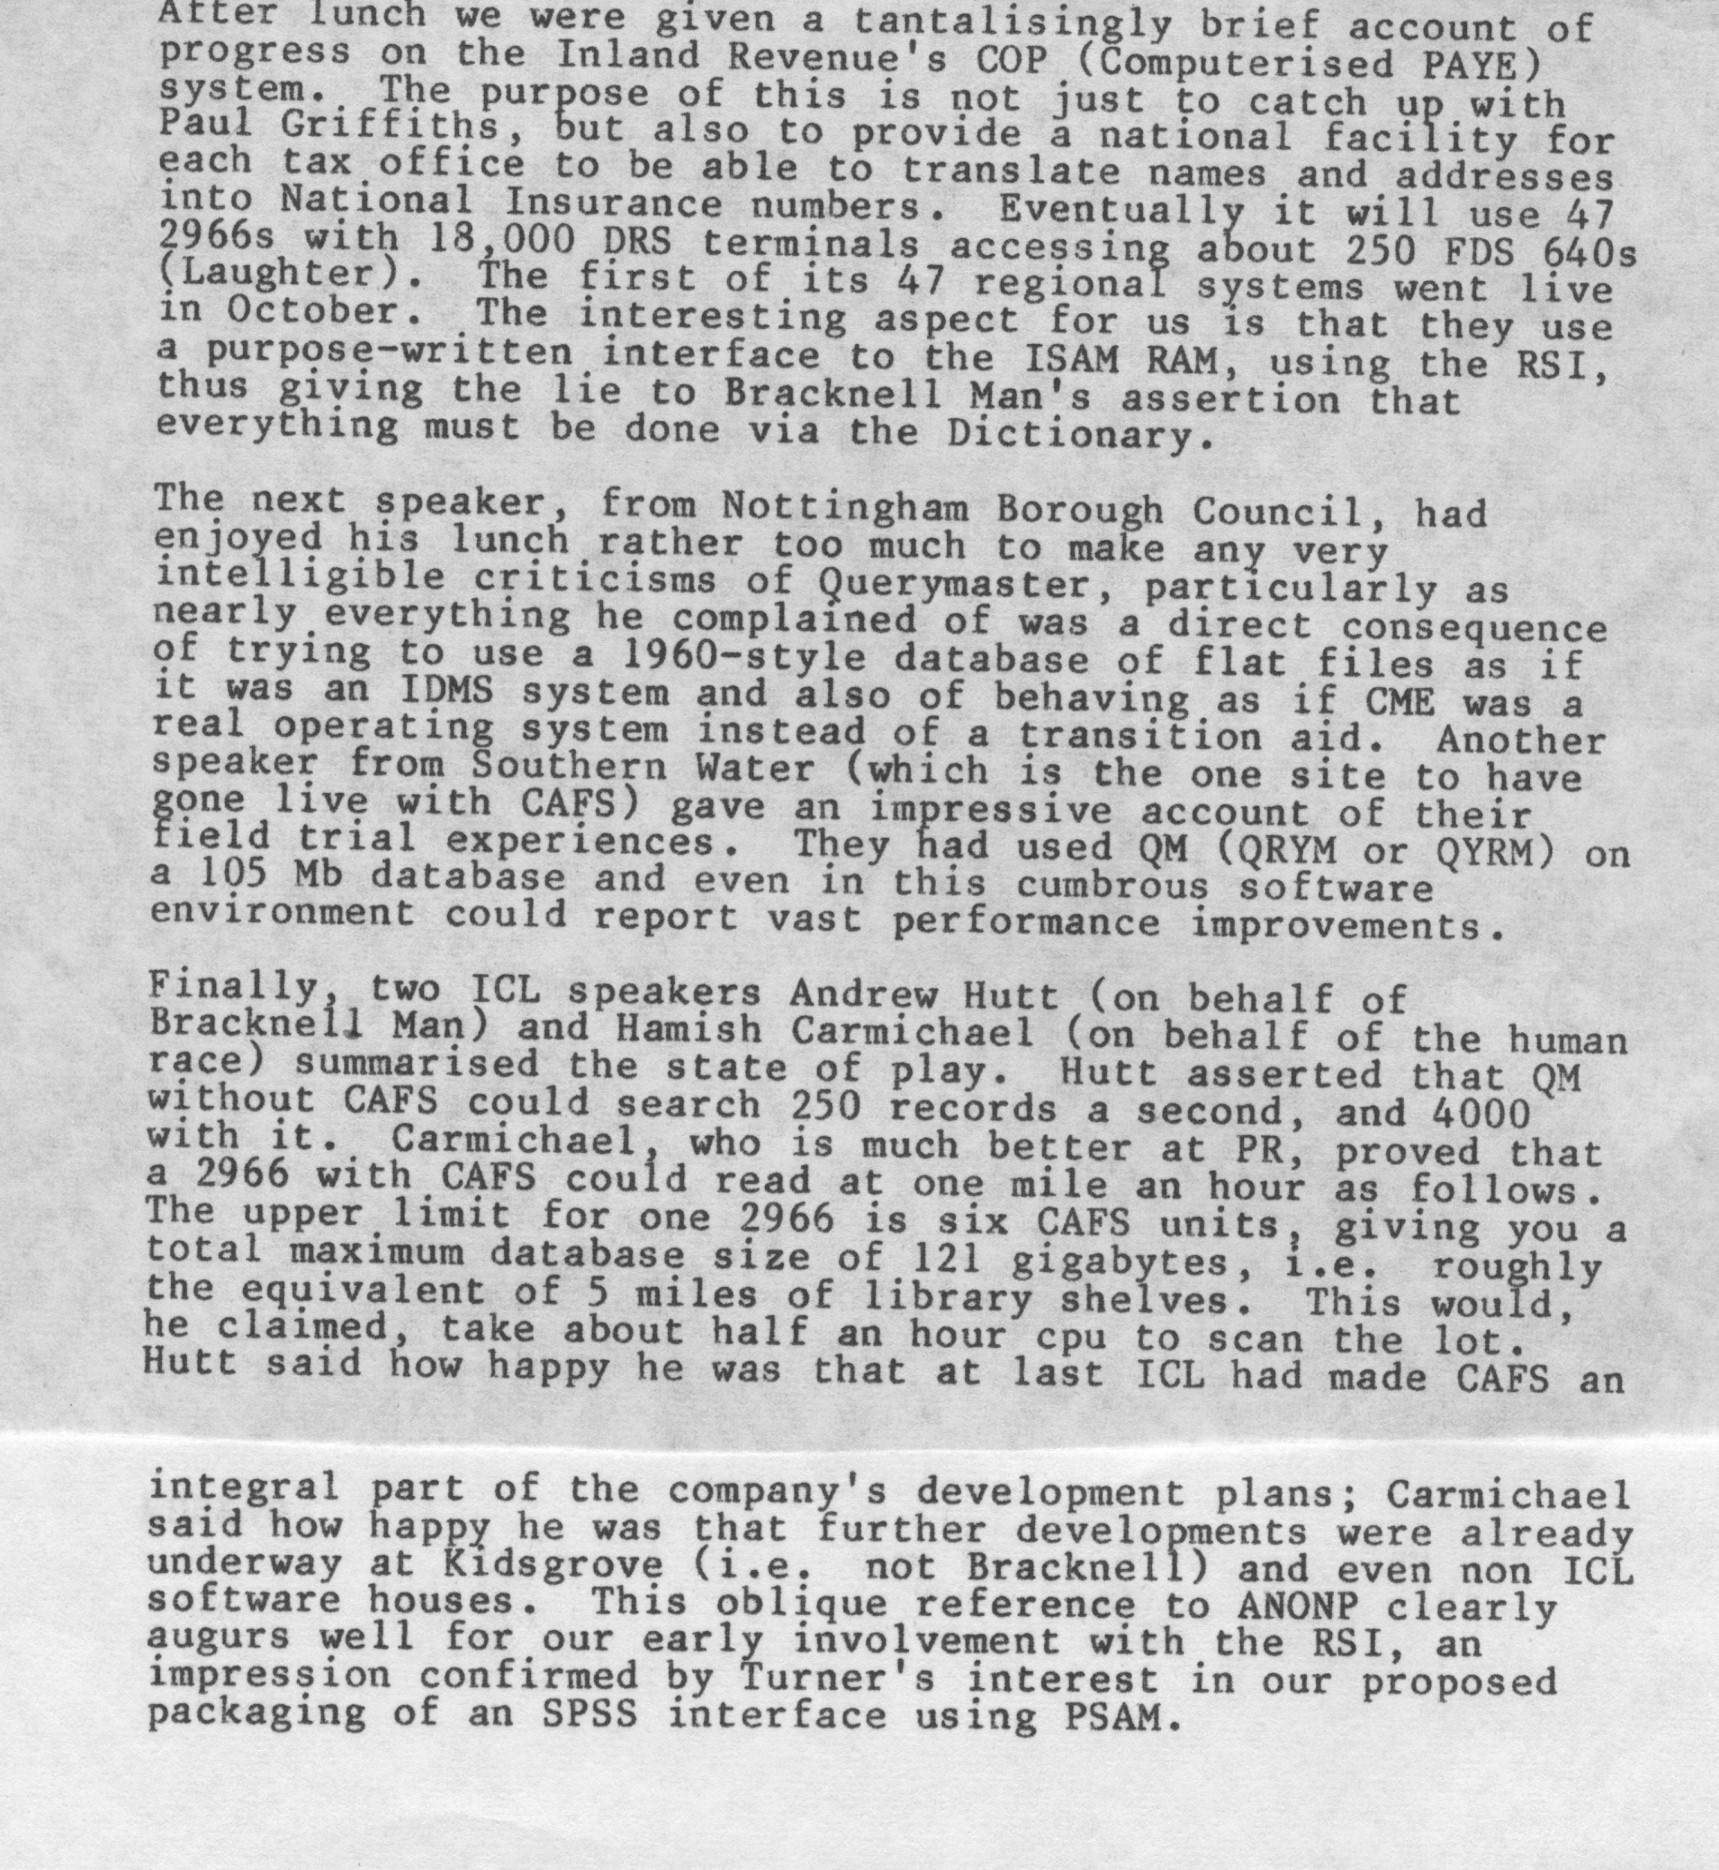 After lunch we were given a tantalisingly brief account of
progress on the Inland Revenue's COP (Computerised PAYE)
system.  The purpose of this is not just to catch up with
Paul Griffiths, but also to provide a national facility for
each tax office to be able to translate names and addresses
into National Insurance numbers.  Eventually it will use 47
2966s with 18,000 DRS terminals accessing about 250 FDS 640s
(Laughter).  The first of its 47 regional systems went live
in October.  The interesting aspect for us is that they use
a purpose-written interface to the ISAM RAM, using the RSI,
thus giving the lie to Bracknell Man's assertion that
everything must be done via the Dictionary.

The next speaker, from Nottingham Borough Council, had
enjoyed his lunch rather too much to make any very
intelligible criticisms of Querymaster, particularly as
nearly everything he complained of was a direct consequence
of trying to use a 1960-style database of flat files as if
it was an IDMS system and also of behaving as if CME was a
real operating system instead of a transition aid.  Another
speaker from Southern Water (which is the one site to have
gone live with CAFS) gave an impressive account of their
field trial experiences.  They had used QM (QRYM or QYRM) on
a 105 Mb database and even in this cumbrous software
environment could report vast performance improvements.

Finally, two ICL speakers Andrew Hutt (on behalf of
Bracknell Man) and Hamish Carmichael (on behalf of the human
race) summarised the state of play.  Hutt asserted that QM
without CAFS could search 250 records a second, and 4000
with it.  Carmichael, who is much better at PR, proved that
a 2966 with CAFS could read at one mile an hour as follows.
The upper limit for one 2966 is six CAFS units, giving you a
total maximum database size of 121 gigabytes, i.e.  roughly
the equivalent of 5 miles of library shelves.  This would,
he claimed, take about half an hour cpu to scan the lot.
Hutt said how happy he was that at last ICL had made CAFS an
integral part of the company's development plans; Carmichael
said how happy he was that further developments were already
underway at Kidsgrove (i.e.  not Bracknell) and even non ICL
software houses.  This oblique reference to ANONP clearly
augurs well for our early involvement with the RSI, an
impression confirmed by Turner's interest in our proposed
packaging of an SPSS interface using PSAM.